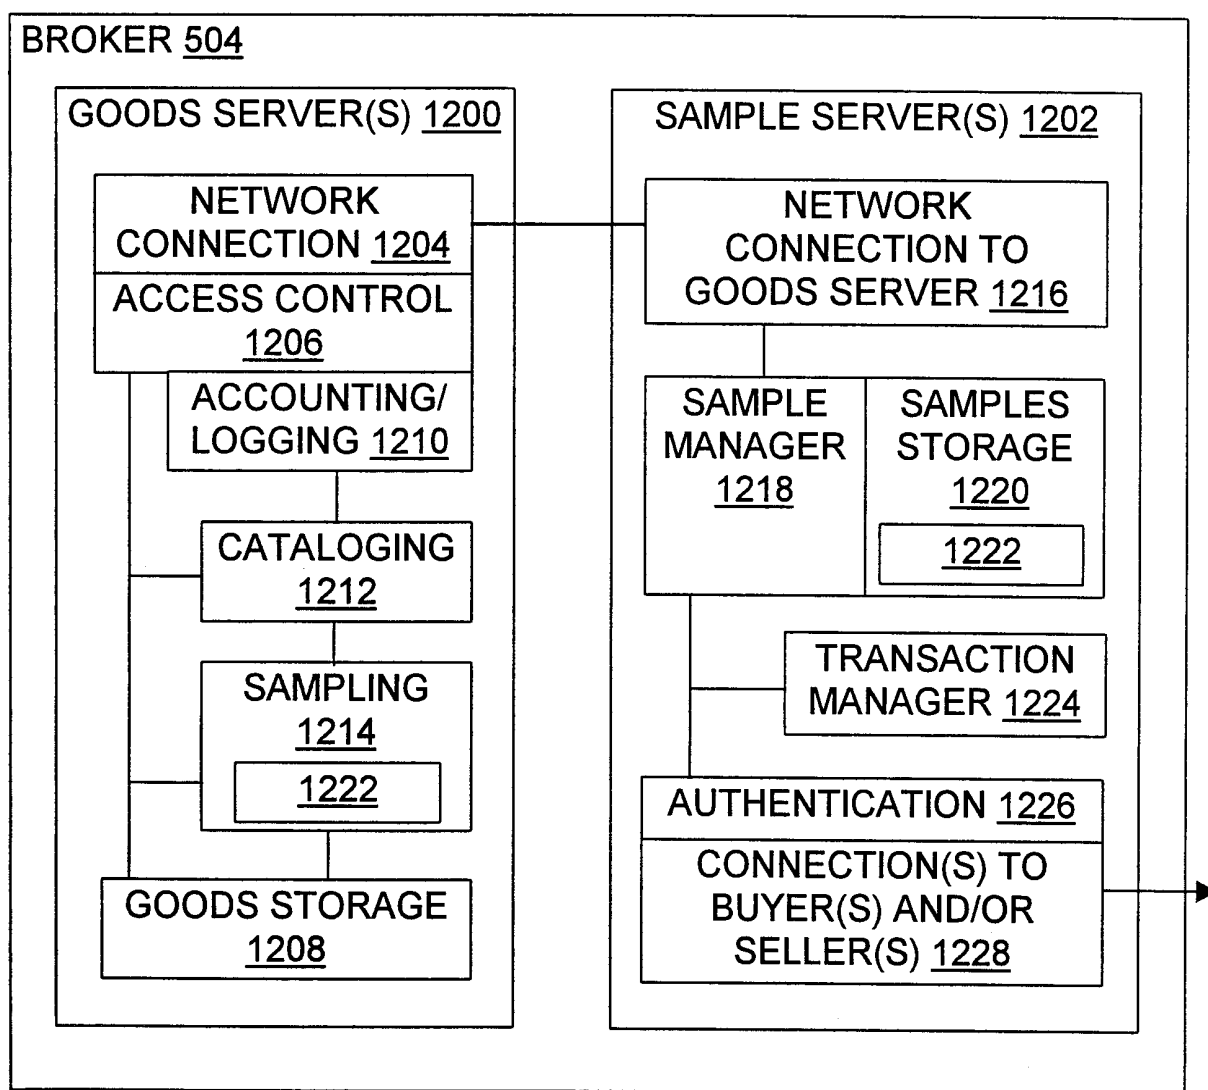 BROKER 504
GOODS SERVER(S) 1200
NETWORK
CONNECTION 1204
ACCESS CONTROL
1206
ACCOUNTING/
LOGGING 1210
CATALOGING
1212
SAMPLING
1214
1222
GOODS STORAGE
1208
SAMPLE SERVER(S) 1202
NETWORK
CONNECTION TO
GOODS SERVER 1216
SAMPLE
MANAGER
1218
SAMPLES
STORAGE
1220
1222
TRANSACTION
MANAGER 1224
AUTHENTICATION 1226
CONNECTION(S) TO
BUYER(S) AND/OR
SELLER(S) 1228